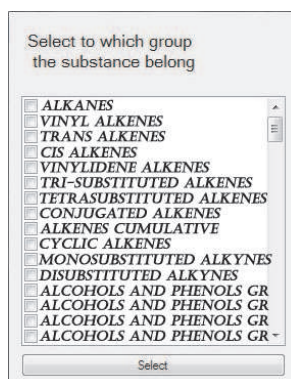 Select to which group
the substance belong
ALKANES
VINYL ALKENES
TRANS ALKENES
CIS ALKENES
VINYLIDENE ALKENES
TRI-SUBSTITUTED ALKENES
TETRASUBSTITUTED ALKENES
CONJUGATED ALKENES
ALKENES CUMULATIVE
CYCLIC ALKENES
MONOSUBSTITUTED ALKYNES
DISUBSTITUTED ALKYNES
ALCOHOLS AND PHENOLS GR
ALCOHOLS AND PHENOLS GR
ALCOHOLS AND PHENOLS GR
ALCOHOLS AND PHENOLS GR
Select